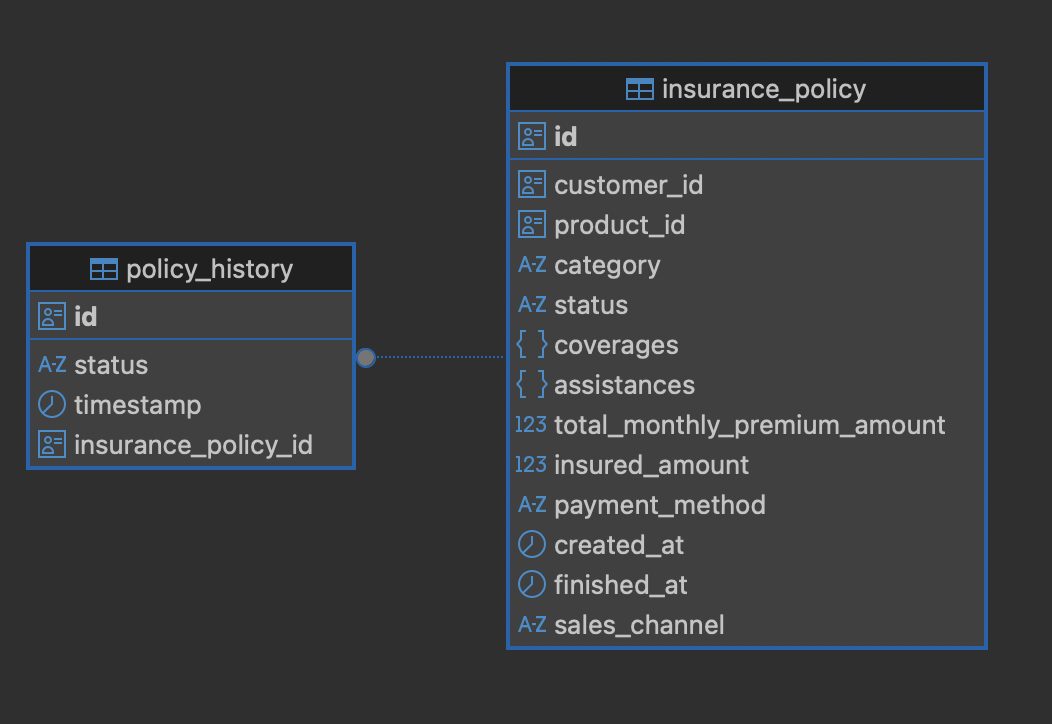 policy_history
id
A-Z status
timestamp
insurance_policy_id
insurance_policy
id
customer_id
product_id
A-Z category
A-Z status
{ } coverages
{ } assistances
123 total_monthly_premium_amount
123 insured_amount
A-Z payment_method
created_at
finished_at
A-Z sales_channel